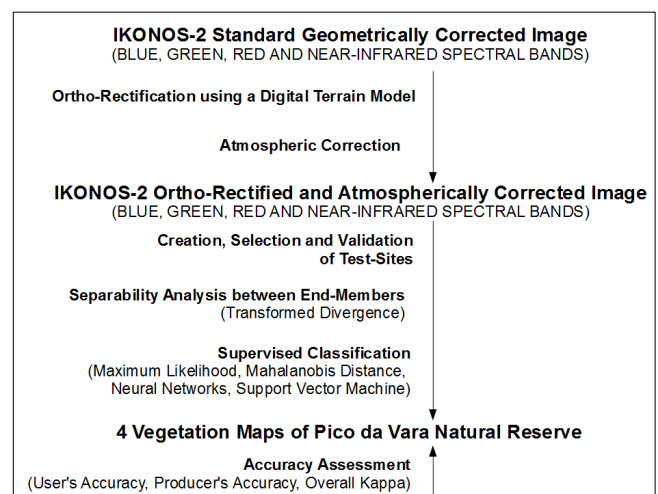 IKONOS-2 Standard Geometrically Corrected Image
(BLUE, GREEN, RED AND NEAR-INFRARED SPECTRAL BANDS)
Ortho-Rectification using a Digital Terrain Model
Atmospheric Correction
IKONOS-2 Ortho-Rectified and Atmospherically Corrected Image
(BLUE, GREEN, RED AND NEAR-INFRARED SPECTRAL BANDS)
Creation, Selection and Validation
of Test-Sites
Separability Analysis between End-Members
(Transformed Divergence)
Supervised Classification
(Maximum Likelihood, Mahalanobis Distance,
Neural Networks, Support Vector Machine)
4 Vegetation Maps of Pico da Vara Natural Reserve
Accuracy Assessment
(User's Accuracy, Producer's Accuracy, Overall Kappa)